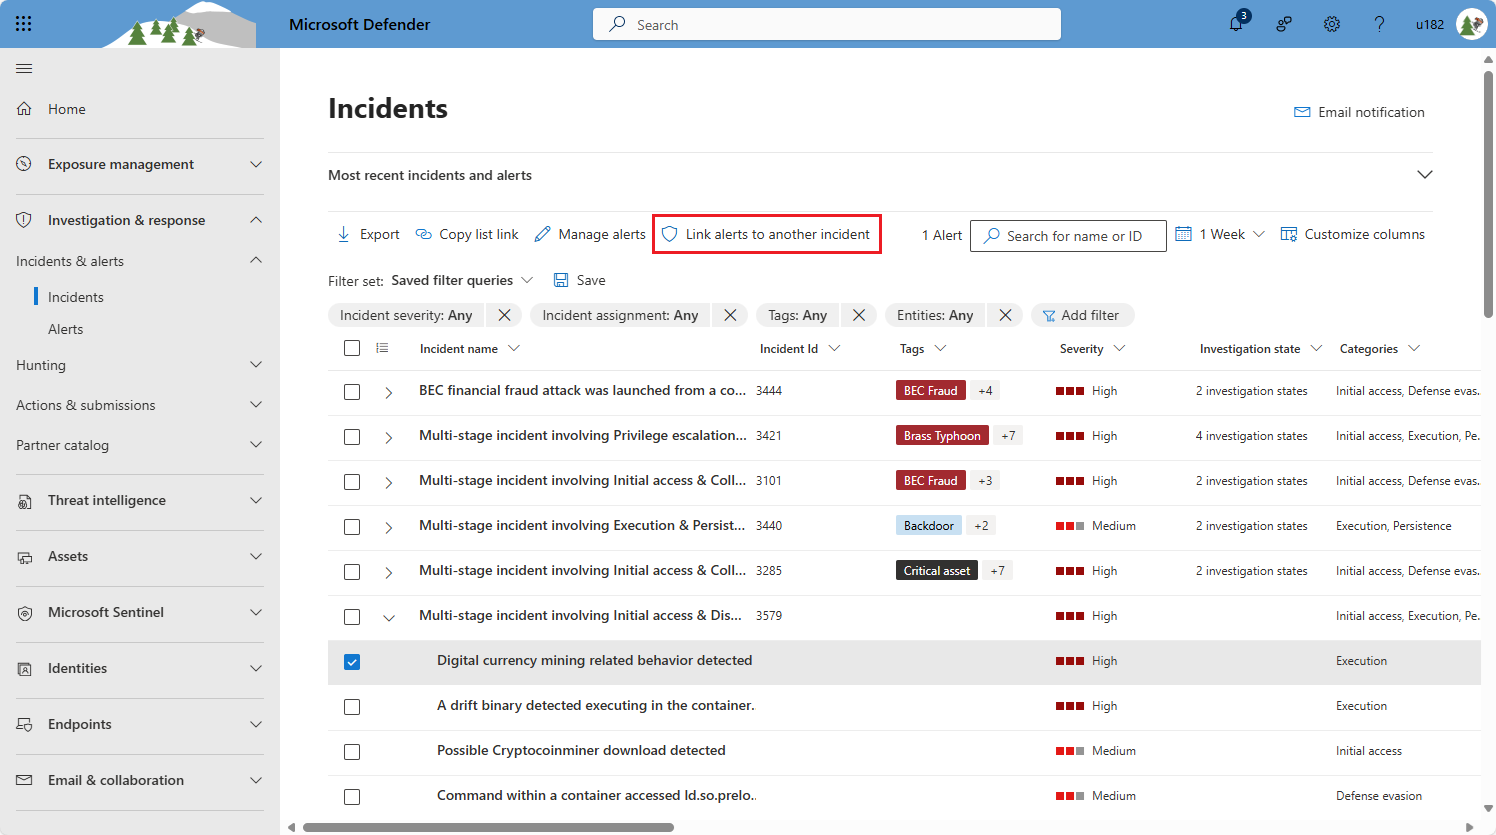 Microsoft Defender
Search
3
u182
Home
Exposure management
Investigation & response
Incidents & alerts
Incidents
Alerts
Hunting
Actions & submissions
Partner catalog
Threat intelligence
Assets
Microsoft Sentinel
Identities
Endpoints
Email & collaboration
Incidents
Email notification
Most recent incidents and alerts
Export Copy list link Manage alerts Link alerts to another incident 1 Alert Search for name or ID 1 Week Customize columns
Filter set: Saved filter queries Save
Incident severity: Any Incident assignment: Any Tags: Any Entities: Any Add filter
Incident name Incident Id Tags Severity Investigation state Categories
BEC financial fraud attack was launched from a co... 3444 BEC Fraud +4 High 2 investigation states Initial access, Defense evas..
Multi-stage incident involving Privilege escalation... 3421 Brass Typhoon +7 High 4 investigation states Initial access, Execution, Pe..
Multi-stage incident involving Initial access & Coll... 3101 BEC Fraud +3 High 2 investigation states Initial access, Defense evas..
Multi-stage incident involving Execution & Persist... 3440 Backdoor +2 Medium 2 investigation states Execution, Persistence
Multi-stage incident involving Initial access & Coll... 3285 Critical asset +7 High 2 investigation states Initial access, Defense evas..
Multi-stage incident involving Initial access & Dis... 3579 High Initial access, Execution, Pe..
Digital currency mining related behavior detected High Execution
A drift binary detected executing in the container. High Execution
Possible Cryptocoinminer download detected Medium Initial access
Command within a container accessed ld.so.prelo.. Medium Defense evasion